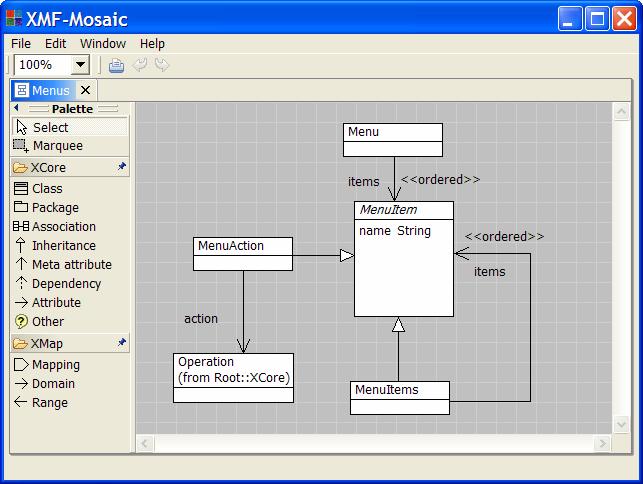 XMF-Mosaic
File Edit Window Help
100%
Menus
Palette
Select
Marquee
XCore
Class
Package
Association
Inheritance
Meta attribute
Dependency
Attribute
Other
XMap
Mapping
Domain
Range
Menu
items <<ordered>>
MenuItem
name String
<<ordered>>
items
MenuAction
action
Operation
(from Root::XCore)
MenuItems